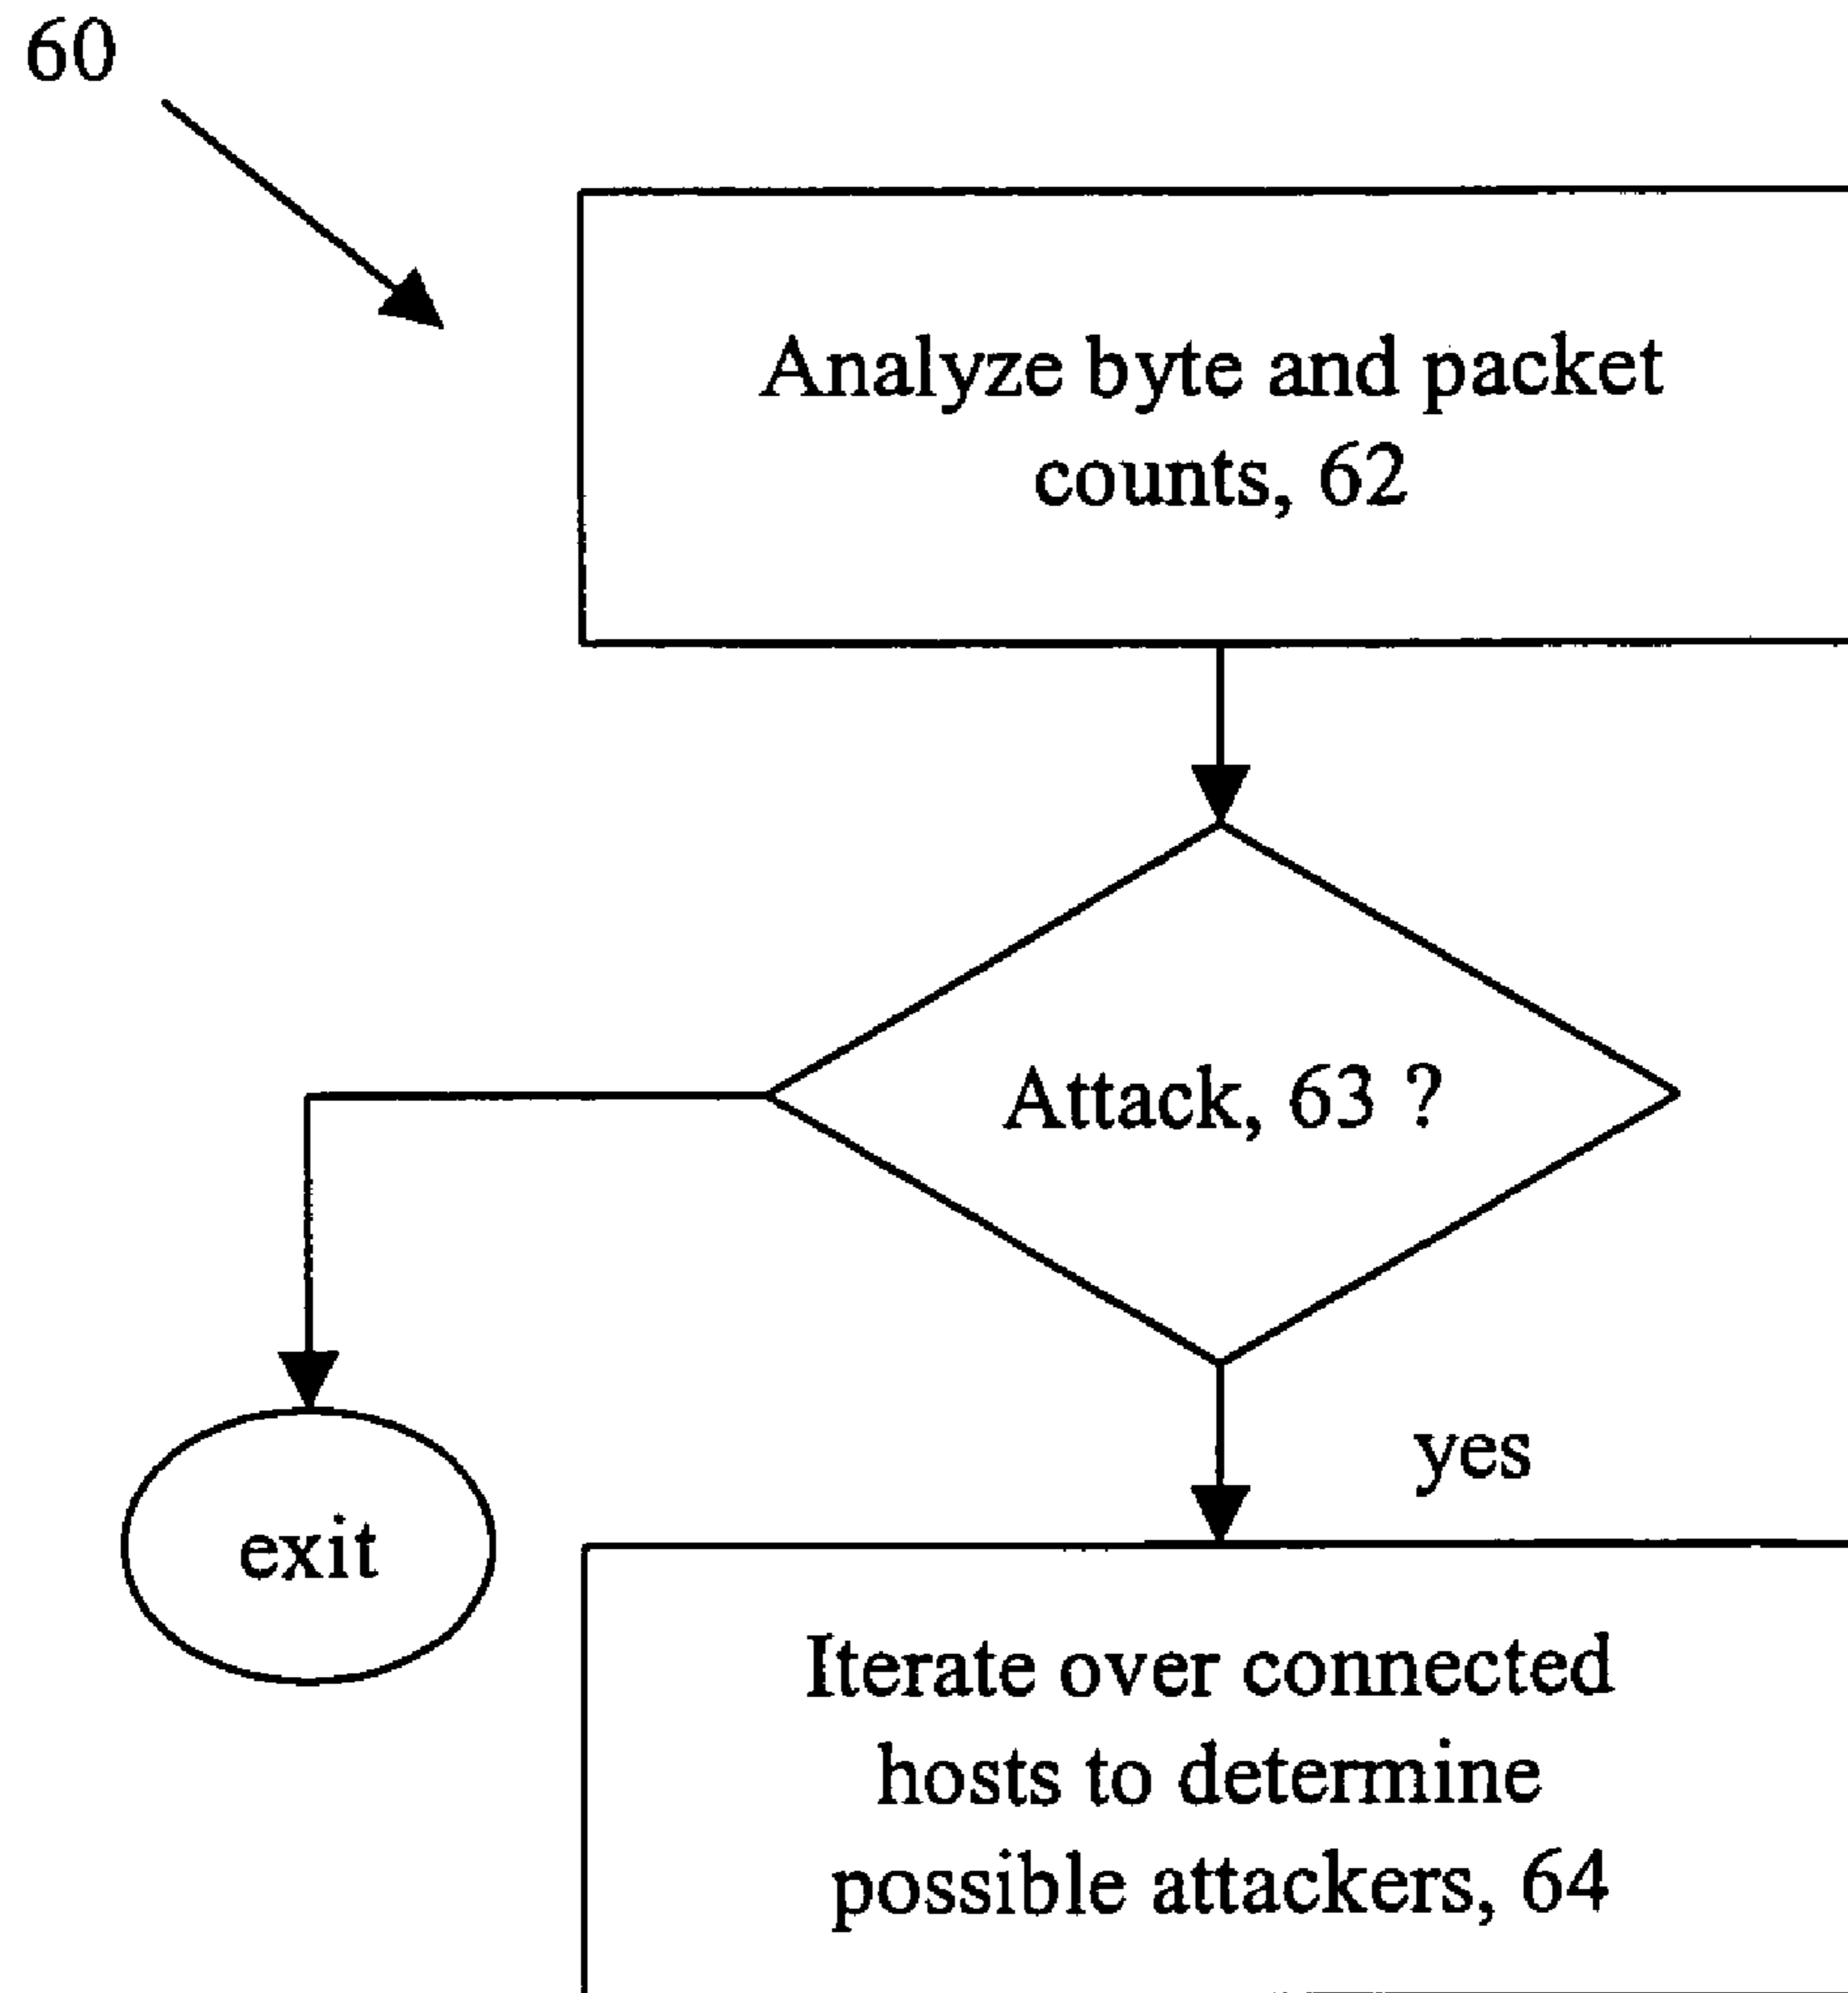 60
Analyze byte and packet
counts, 62
Attack, 63 ?
yes
exit
Iterate over connected
hosts to determine
possible attackers, 64